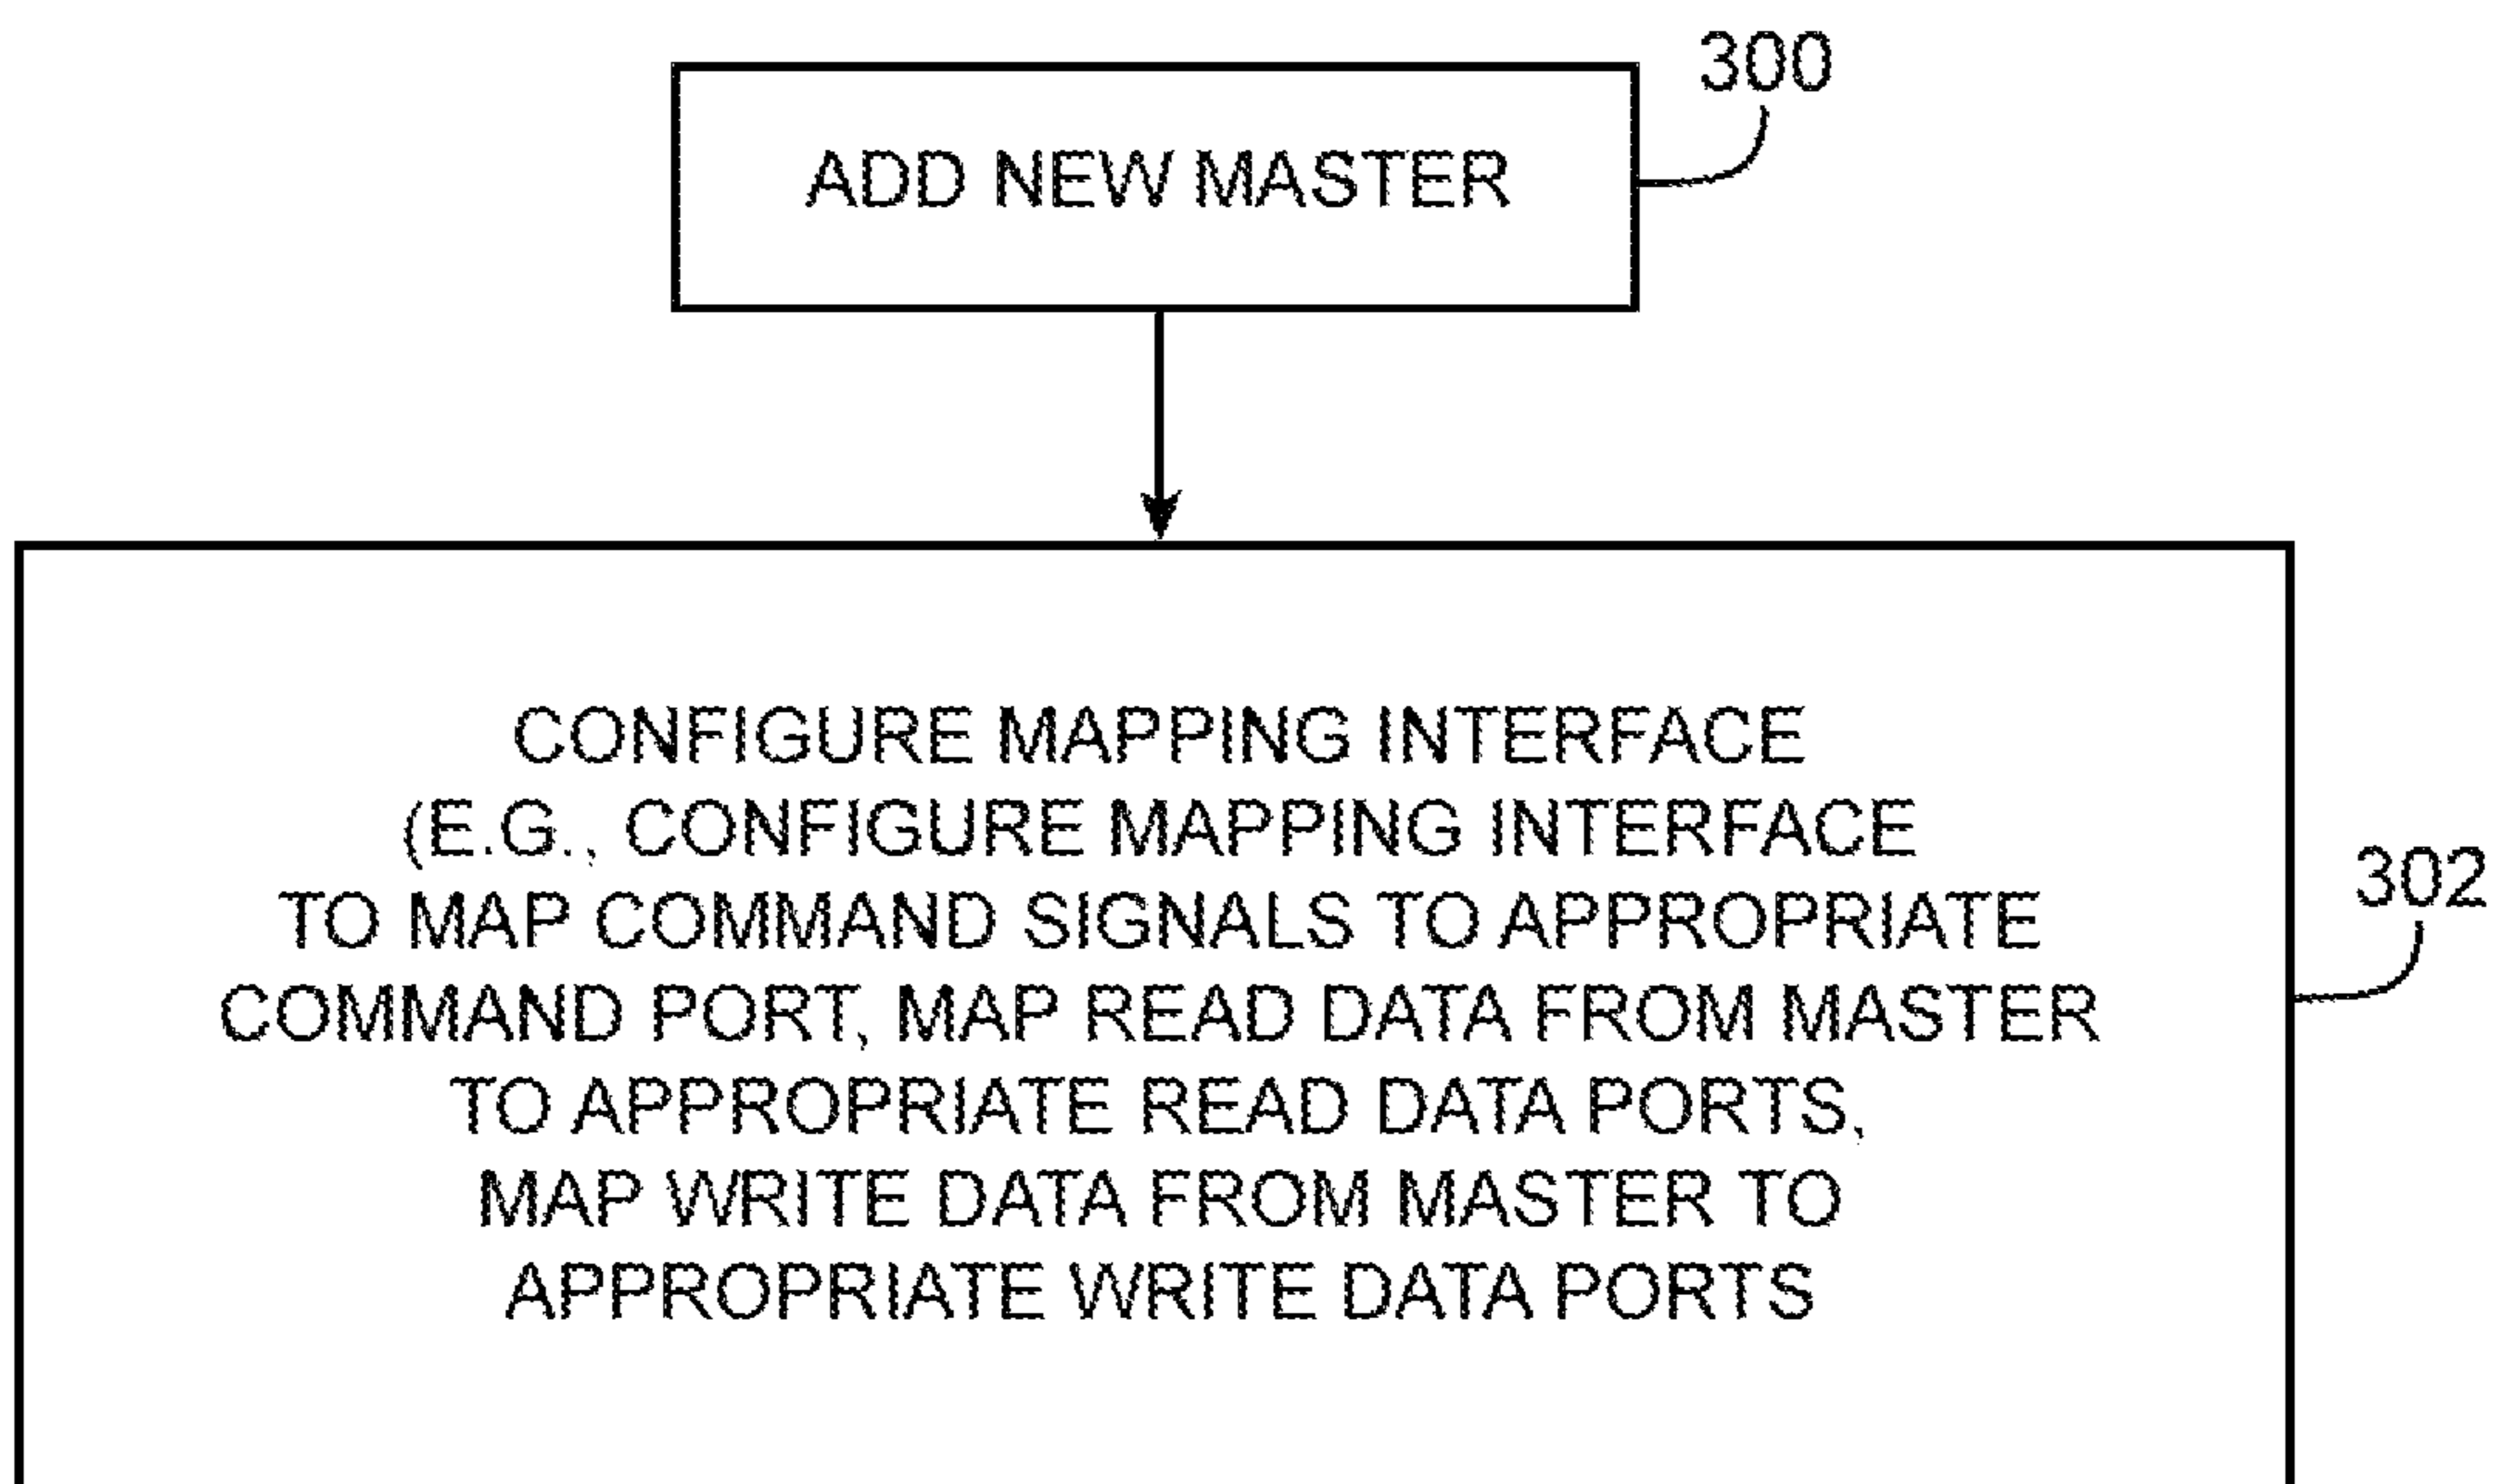 300
ADD NEW MASTER
CONFIGURE MAPPING INTERFACE
(E.G., CONFIGURE MAPPING INTERFACE
TO MAP COMMAND SIGNALS TO APPROPRIATE
302
COMMAND PORT, MAP READ DATA FROM MASTER
TO APPROPRIATE READ DATA PORTS,
MAP WRITE DATA FROM MASTER TO
APPROPRIATE WRITE DATA PORTS